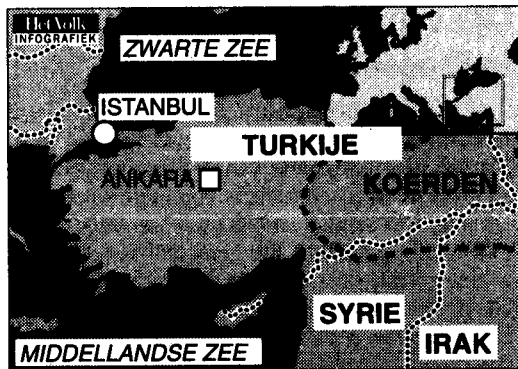 Het Volk
INFOGRAFIEK
ZWARTE ZEE
ISTANBUL
TURKIJE
ANKARA
KOERDEN
SYRIE
IRAK
MIDDELLANDSE ZEE